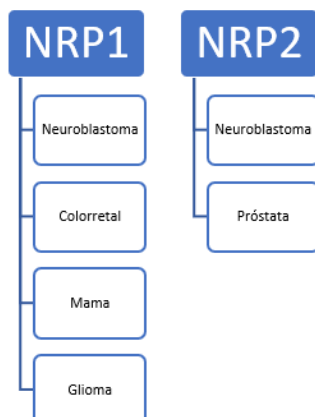 NRP1
Neuroblastoma
Colorretal
Mama
Glioma
NRP2
Neuroblastoma
Próstata